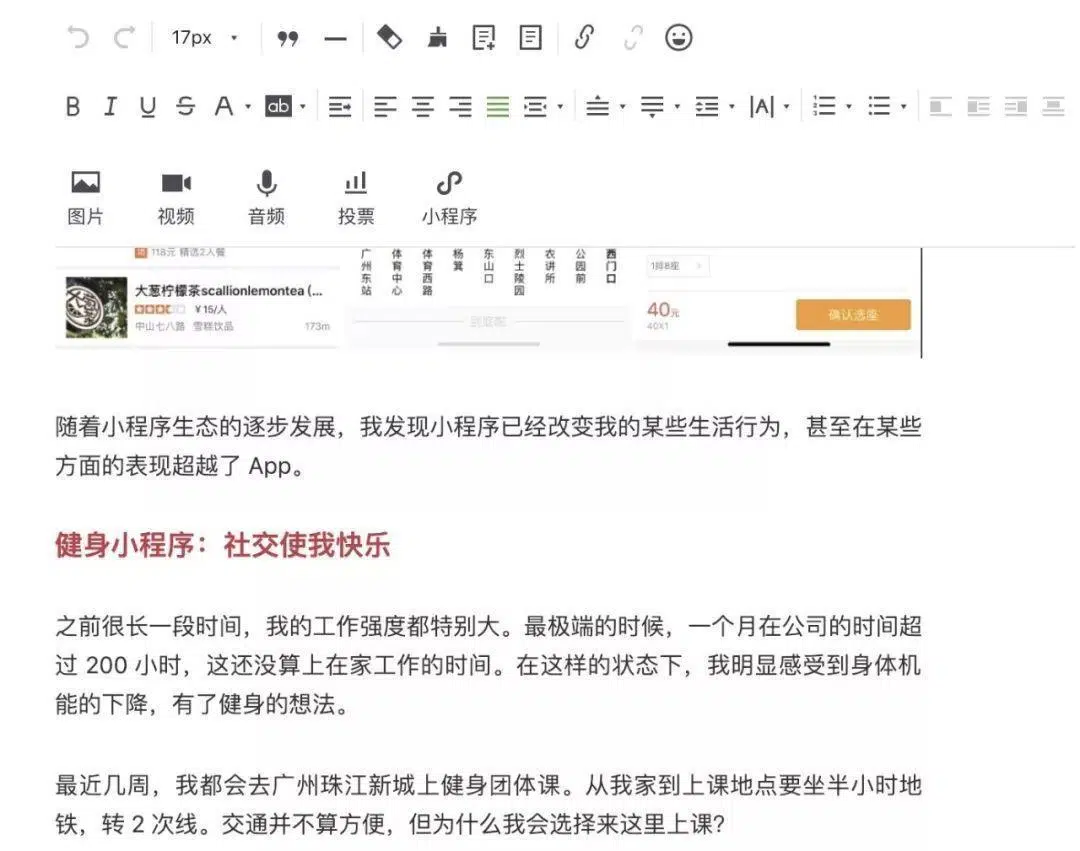 17px
B I U S A ab |A|
图片 视频 音频 投票 小程序
118元 精选2人餐
大葱柠檬茶scallionlemontea (...
¥15/人
中山七八路 雪糕饮品 173m
广州东站
体育中心
体育西路
杨箕
东山口
烈士陵园
农讲所
公园前
西门口
到底啦
1排8座
40元
40X1
确认选座
随着小程序生态的逐步发展，我发现小程序已经改变我的某些生活行为，甚至在某些
方面的表现超越了 App。
健身小程序：社交使我快乐
之前很长一段时间，我的工作强度都特别大。最极端的时候，一个月在公司的时间超
过 200 小时，这还没算上在家工作的时间。在这样的状态下，我明显感受到身体机
能的下降，有了健身的想法。
最近几周，我都会去广州珠江新城上健身团体课。从我家到上课地点要坐半小时地
铁，转 2 次线。交通并不算方便，但为什么我会选择来这里上课？